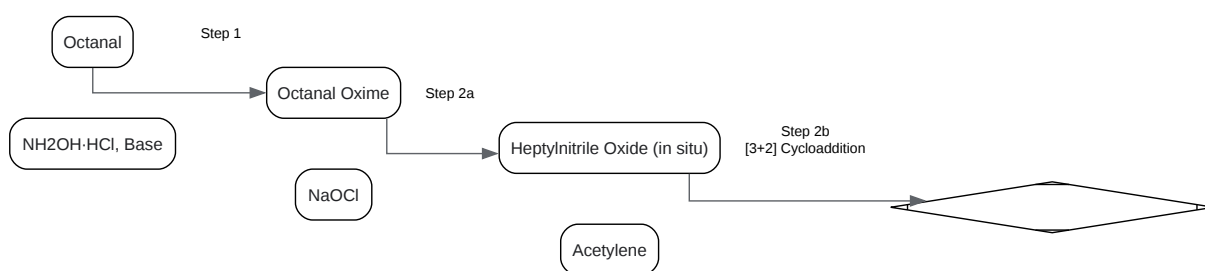 Octanal
Step 1
Octanal Oxime
Step 2a
NH2OH·HCl, Base
Heptylnitrile Oxide (in situ)
Step 2b
[3+2] Cycloaddition
NaOCl
Acetylene